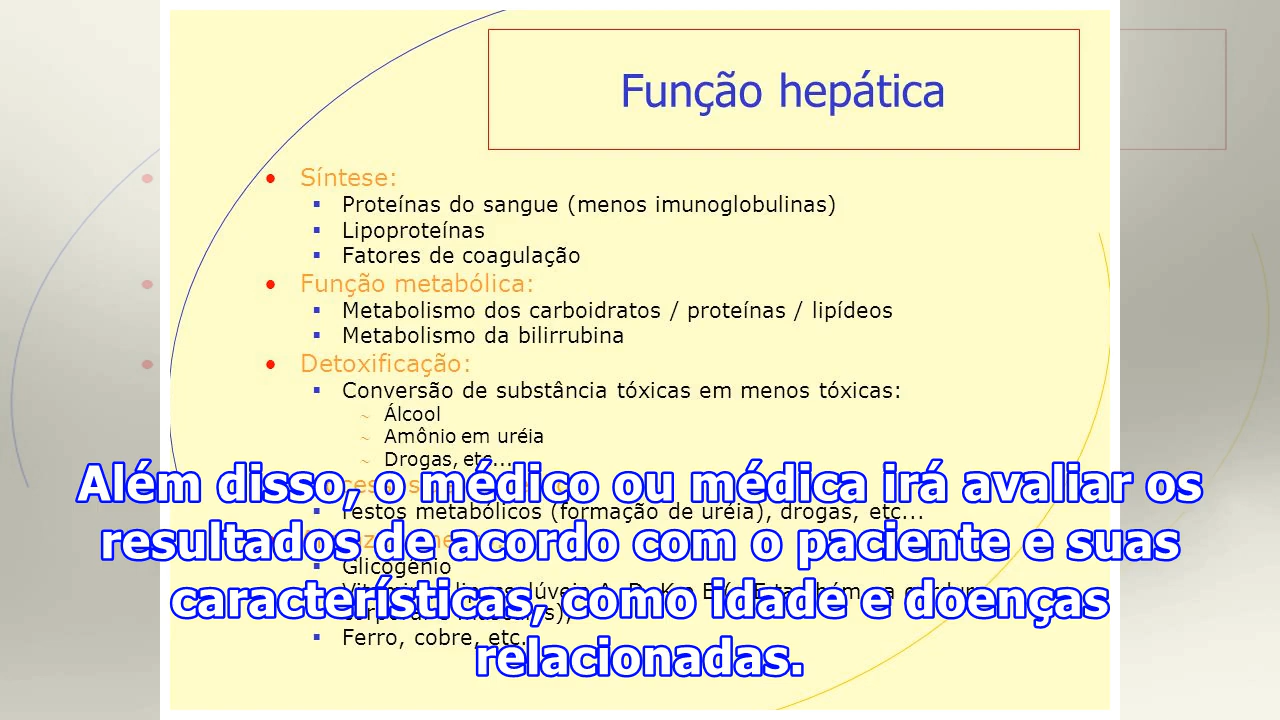 Função hepática
Síntese:
Proteínas do sangue (menos imunoglobulinas)
Lipoproteínas
Fatores de coagulação
Função metabólica:
Metabolismo dos carboidratos / proteínas / lipídeos
Metabolismo da bilirrubina
Detoxificação:
Conversão de substância tóxicas em menos tóxicas:
Álcool
Amônio em uréia
Drogas, etc...
metabólicos (formação de uréia), drogas, etc...
Glicogênio
Ferro, cobre, etc.
Além disso, o médico ou médica irá avaliar os
resultados de acordo com o paciente e suas
características, como idade e doenças
relacionadas.